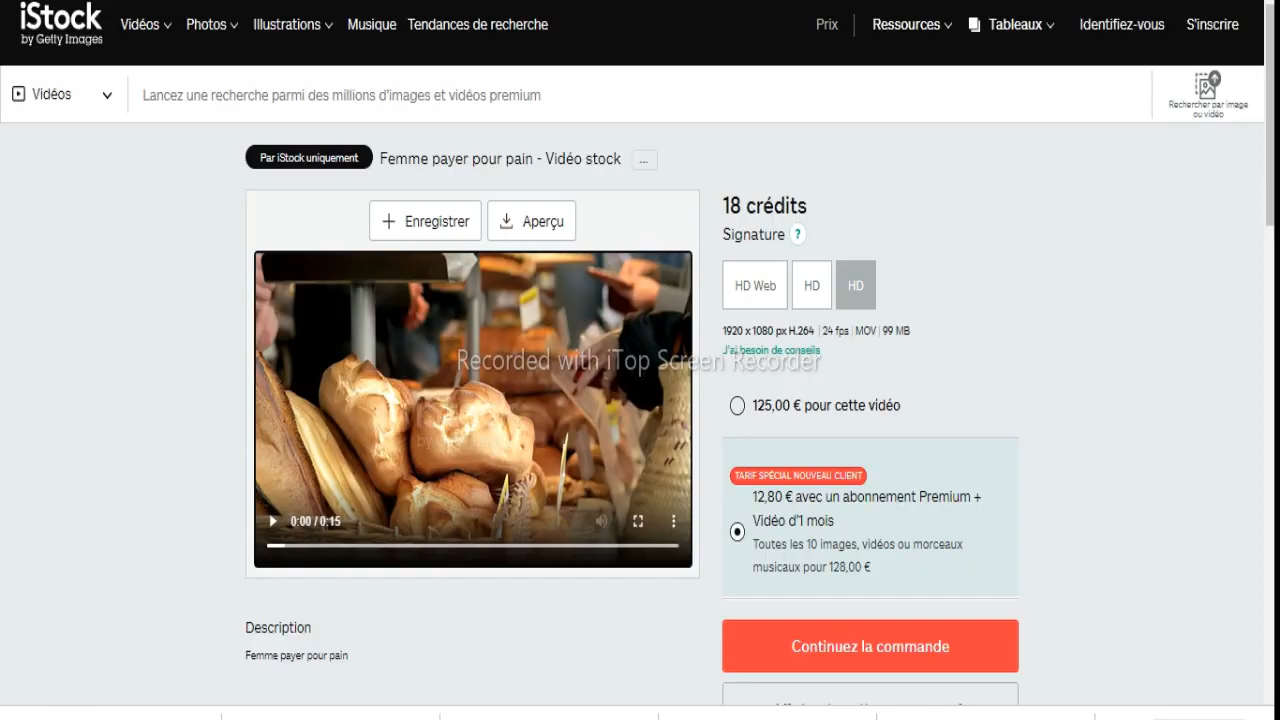 iStock
by Getty Images
Vidéos Photos Illustrations Musique Tendances de recherche Prix Ressources Tableaux Identifiez-vous S'inscrire
Vidéos Lancez une recherche parmi des millions d'images et vidéos premium
Rechercher par image
ou vidéo
Par iStock uniquement Femme payer pour pain - Vidéo stock ...
Enregistrer Aperçu
0:00 / 0:15
18 crédits
Signature ?
HD Web HD HD
1920 x 1080 px H.264 | 24 fps | MOV | 99 MB
J'ai besoin de conseils
Recorded with iTop Screen Recorder
125,00 € pour cette vidéo
TARIF SPÉCIAL NOUVEAU CLIENT
12,80 € avec un abonnement Premium +
Vidéo d'1 mois
Toutes les 10 images, vidéos ou morceaux
musicaux pour 128,00 €
Continuez la commande
Description
Femme payer pour pain